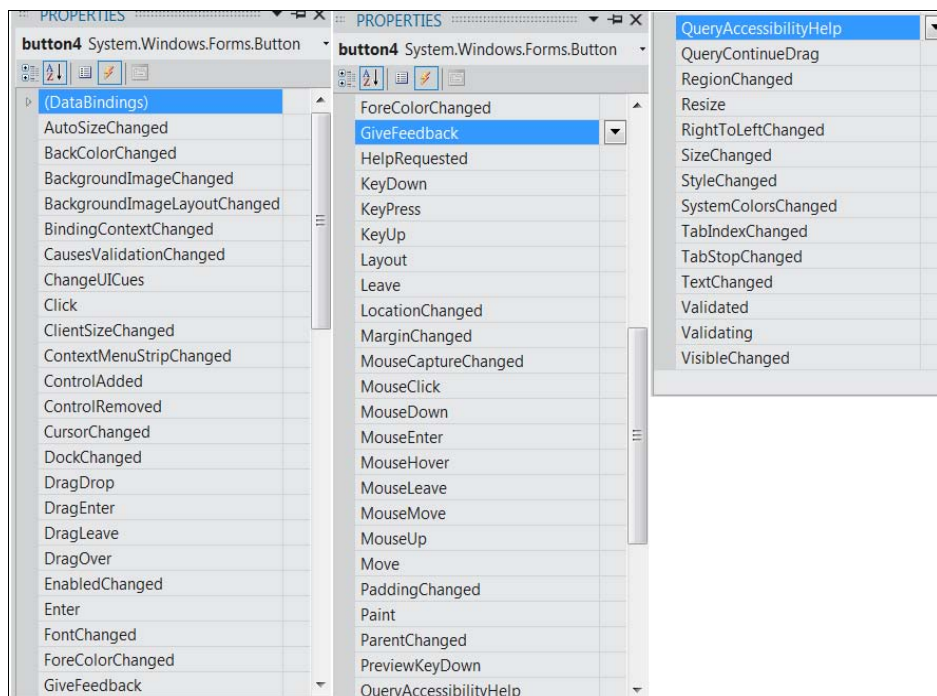 PROPERTIES
button4 System.Windows.Forms.Button
(DataBindings)
AutoSizeChanged
BackColorChanged
BackgroundImageChanged
BackgroundImageLayoutChanged
BindingContextChanged
CausesValidationChanged
ChangeUICues
Click
ClientSizeChanged
ContextMenuStripChanged
ControlAdded
ControlRemoved
CursorChanged
DockChanged
DragDrop
DragEnter
DragLeave
DragOver
EnabledChanged
Enter
FontChanged
ForeColorChanged
GiveFeedback
PROPERTIES
button4 System.Windows.Forms.Button
ForeColorChanged
GiveFeedback
HelpRequested
KeyDown
KeyPress
KeyUp
Layout
Leave
LocationChanged
MarginChanged
MouseCaptureChanged
MouseClick
MouseDown
MouseEnter
MouseHover
MouseLeave
MouseMove
MouseUp
Move
PaddingChanged
Paint
ParentChanged
PreviewKeyDown
QueryAccessibilityHelp
QueryAccessibilityHelp
QueryContinueDrag
RegionChanged
Resize
RightToLeftChanged
SizeChanged
StyleChanged
SystemColorsChanged
TabIndexChanged
TabStopChanged
TextChanged
Validated
Validating
VisibleChanged